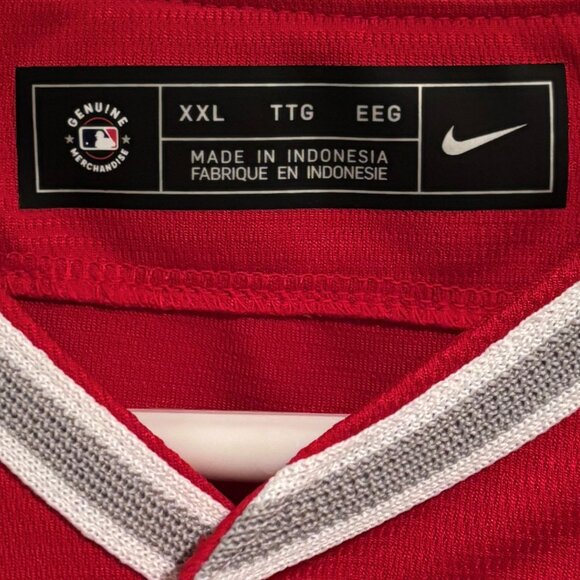 GENUINE
MERCHANDISE
XXL TTG EEG
MADE IN INDONESIA
FABRIQUE EN INDONESIE